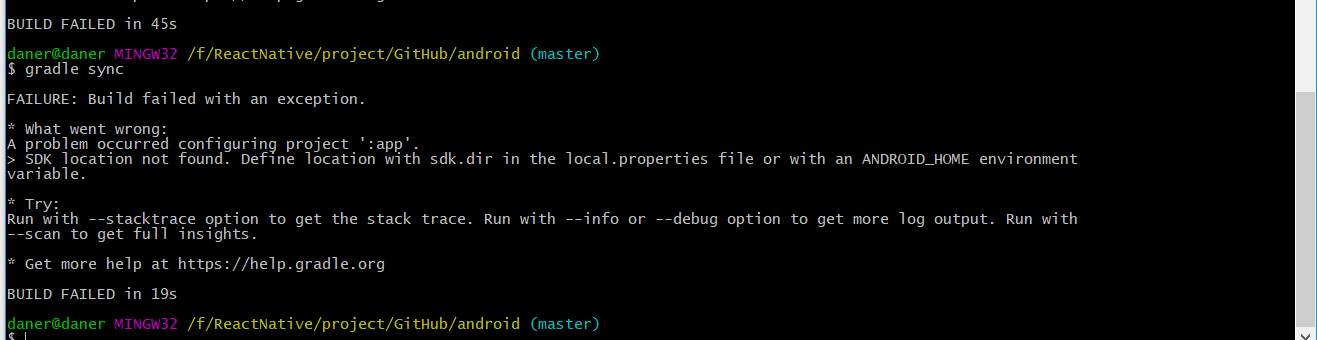 BUILD FAILED in 45s
daner@daner MINGW32 /f/ReactNative/project/GitHub/android (master)
$ gradle sync
FAILURE: Build failed with an exception.
* What went wrong:
A problem occurred configuring project ':app'.
> SDK location not found. Define location with sdk.dir in the local.properties file or with an ANDROID_HOME environment
variable.
* Try:
Run with --stacktrace option to get the stack trace. Run with --info or --debug option to get more log output. Run with
--scan to get full insights.
* Get more help at https://help.gradle.org
BUILD FAILED in 19s
daner@daner MINGW32 /f/ReactNative/project/GitHub/android (master)
$